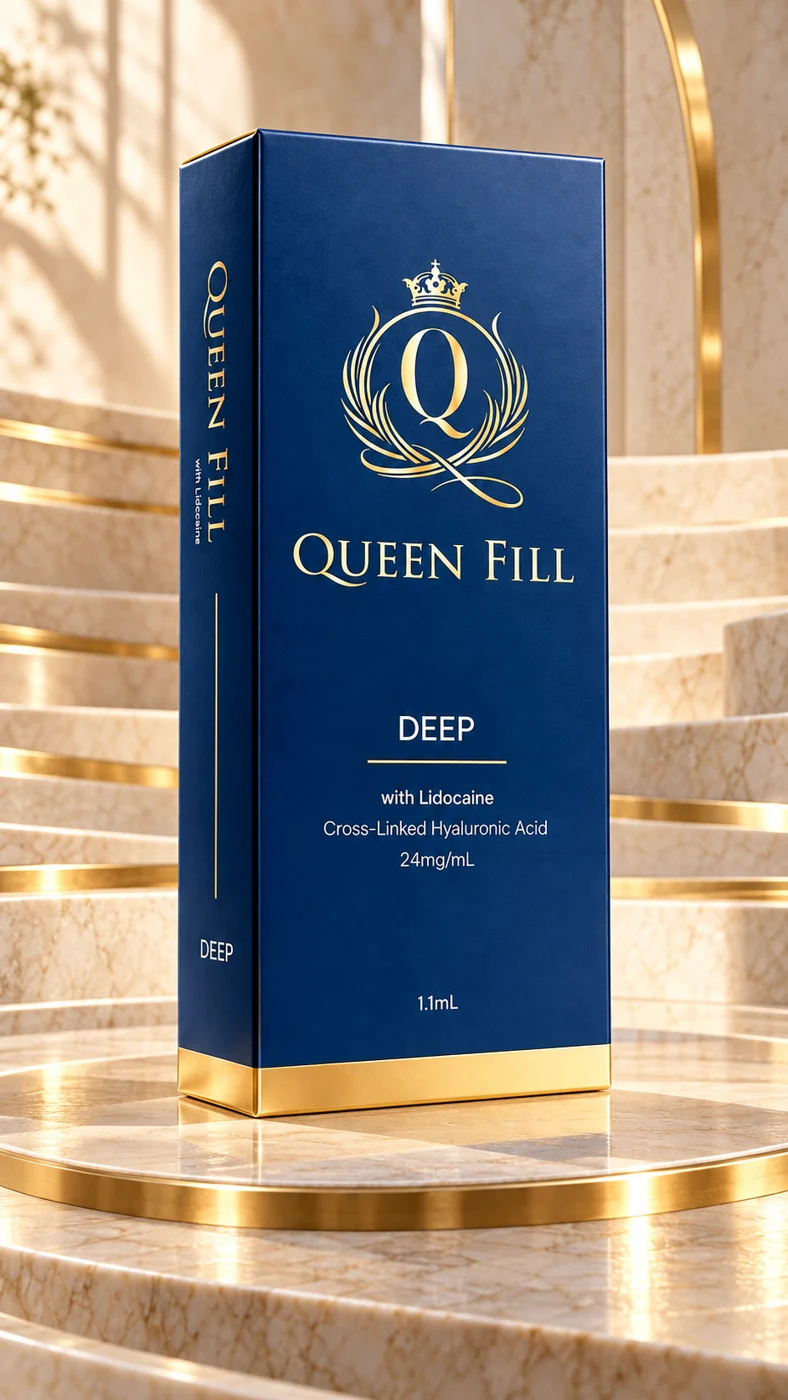 QUEEN FILL
with Lidocaine
DEEP
Q
QUEEN FILL
DEEP
with Lidocaine
Cross-Linked Hyaluronic Acid
24mg/mL
1.1mL